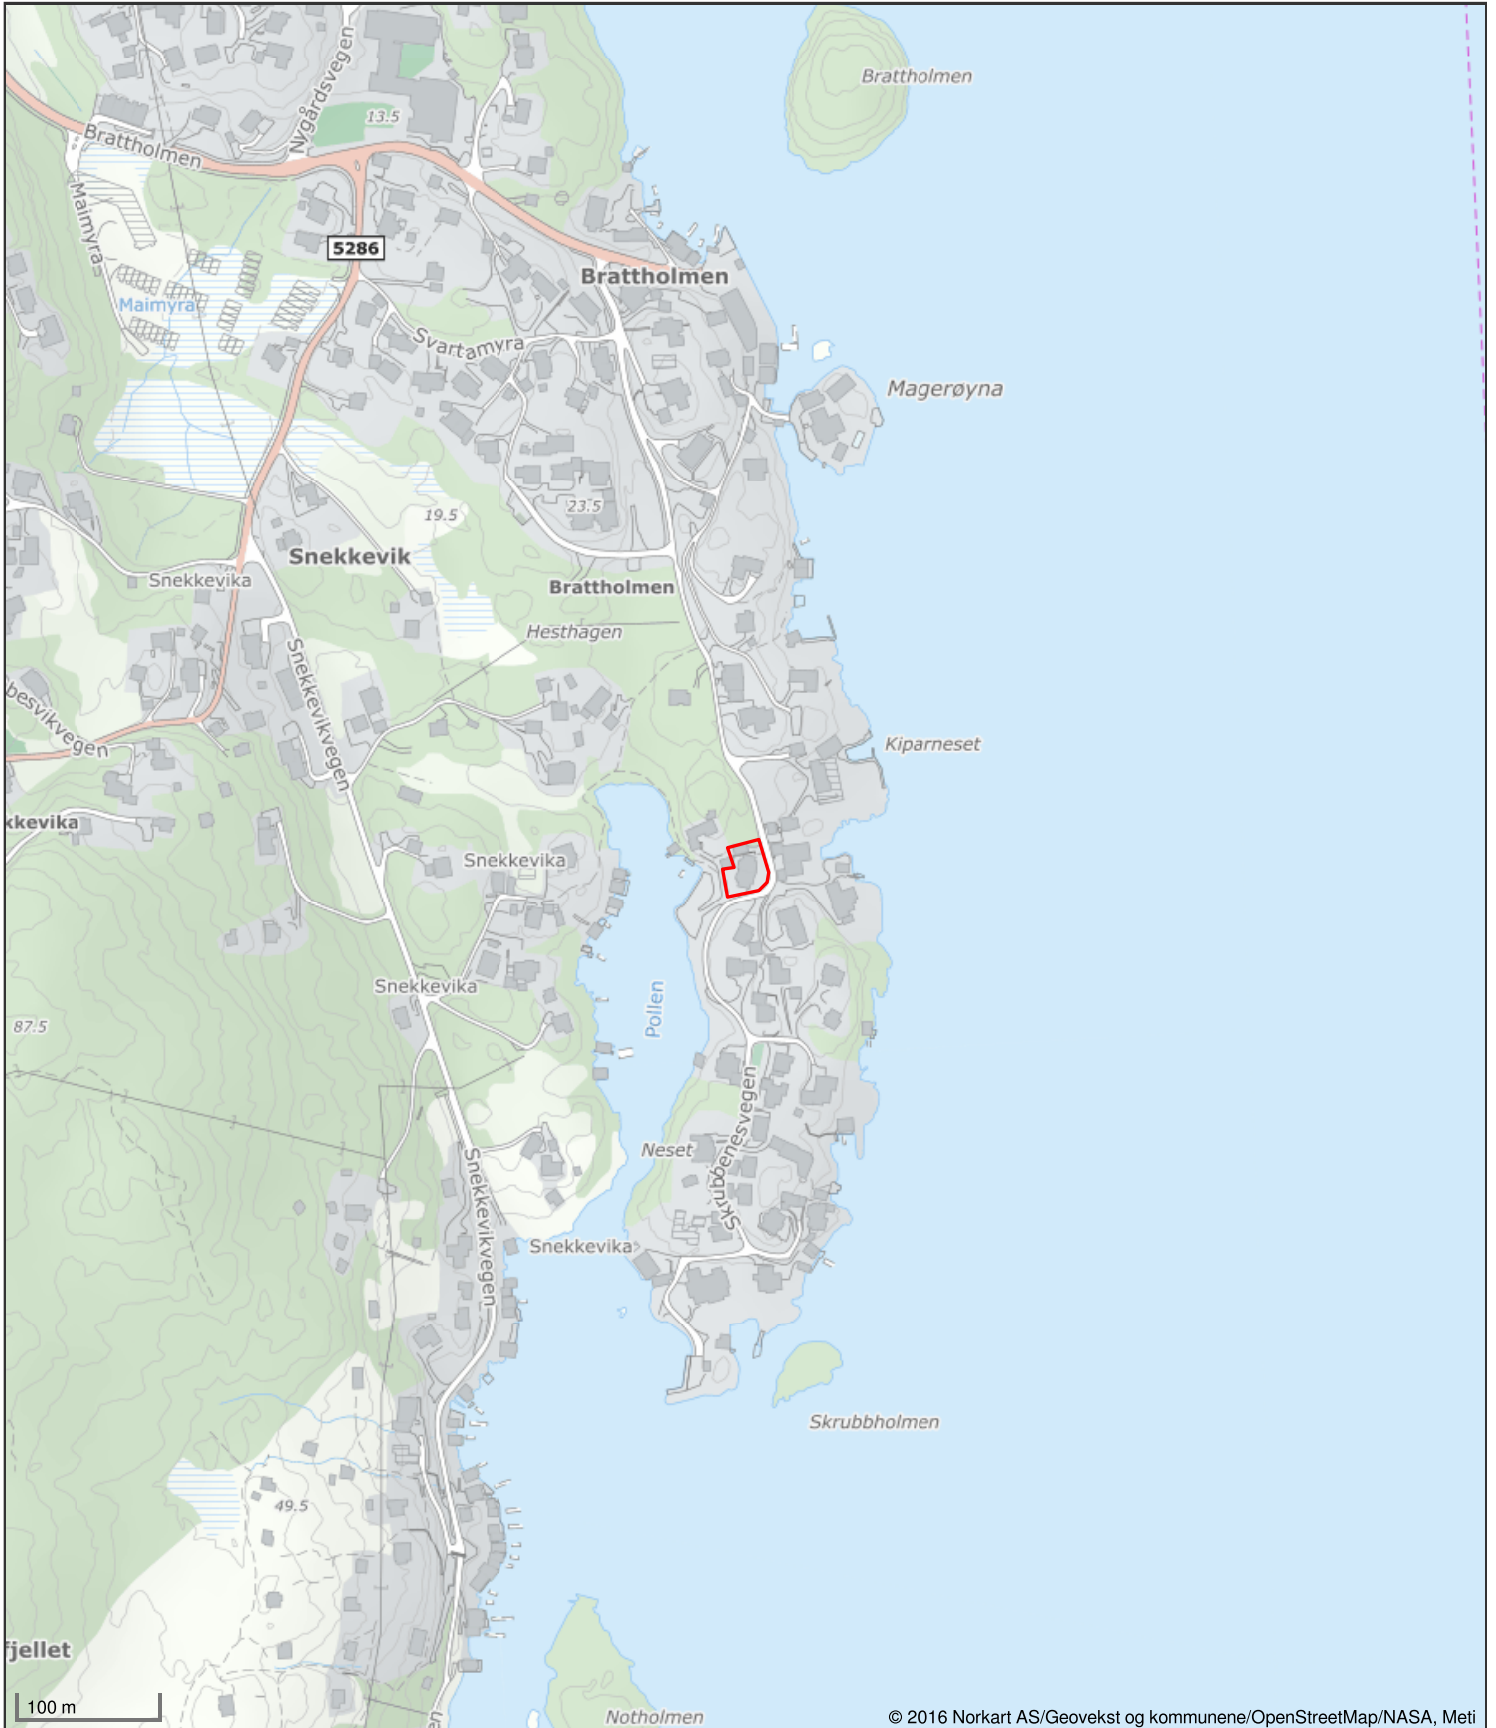 Brattholmen
Nygårdsvegen
13.5
Brattholmen
Maimyra
5286
Brattholmen
Maimyra
Svartamyra
Magerøyna
23.5
19.5
Snekkevik
Snekkevika
Brattholmen
Hesthagen
Snekkevikvegen
besvikvegen
Kiparneset
kkevika
Snekkevika
Snekkevika
Pollen
87.5
Skrubbenesvegen
Neset
Snekkevikvegen
Snekkevika
Skrubbholmen
49.5
fjellet
100 m
Notholmen
en
© 2016 Norkart AS/Geovekst og kommunene/OpenStreetMap/NASA, Meti